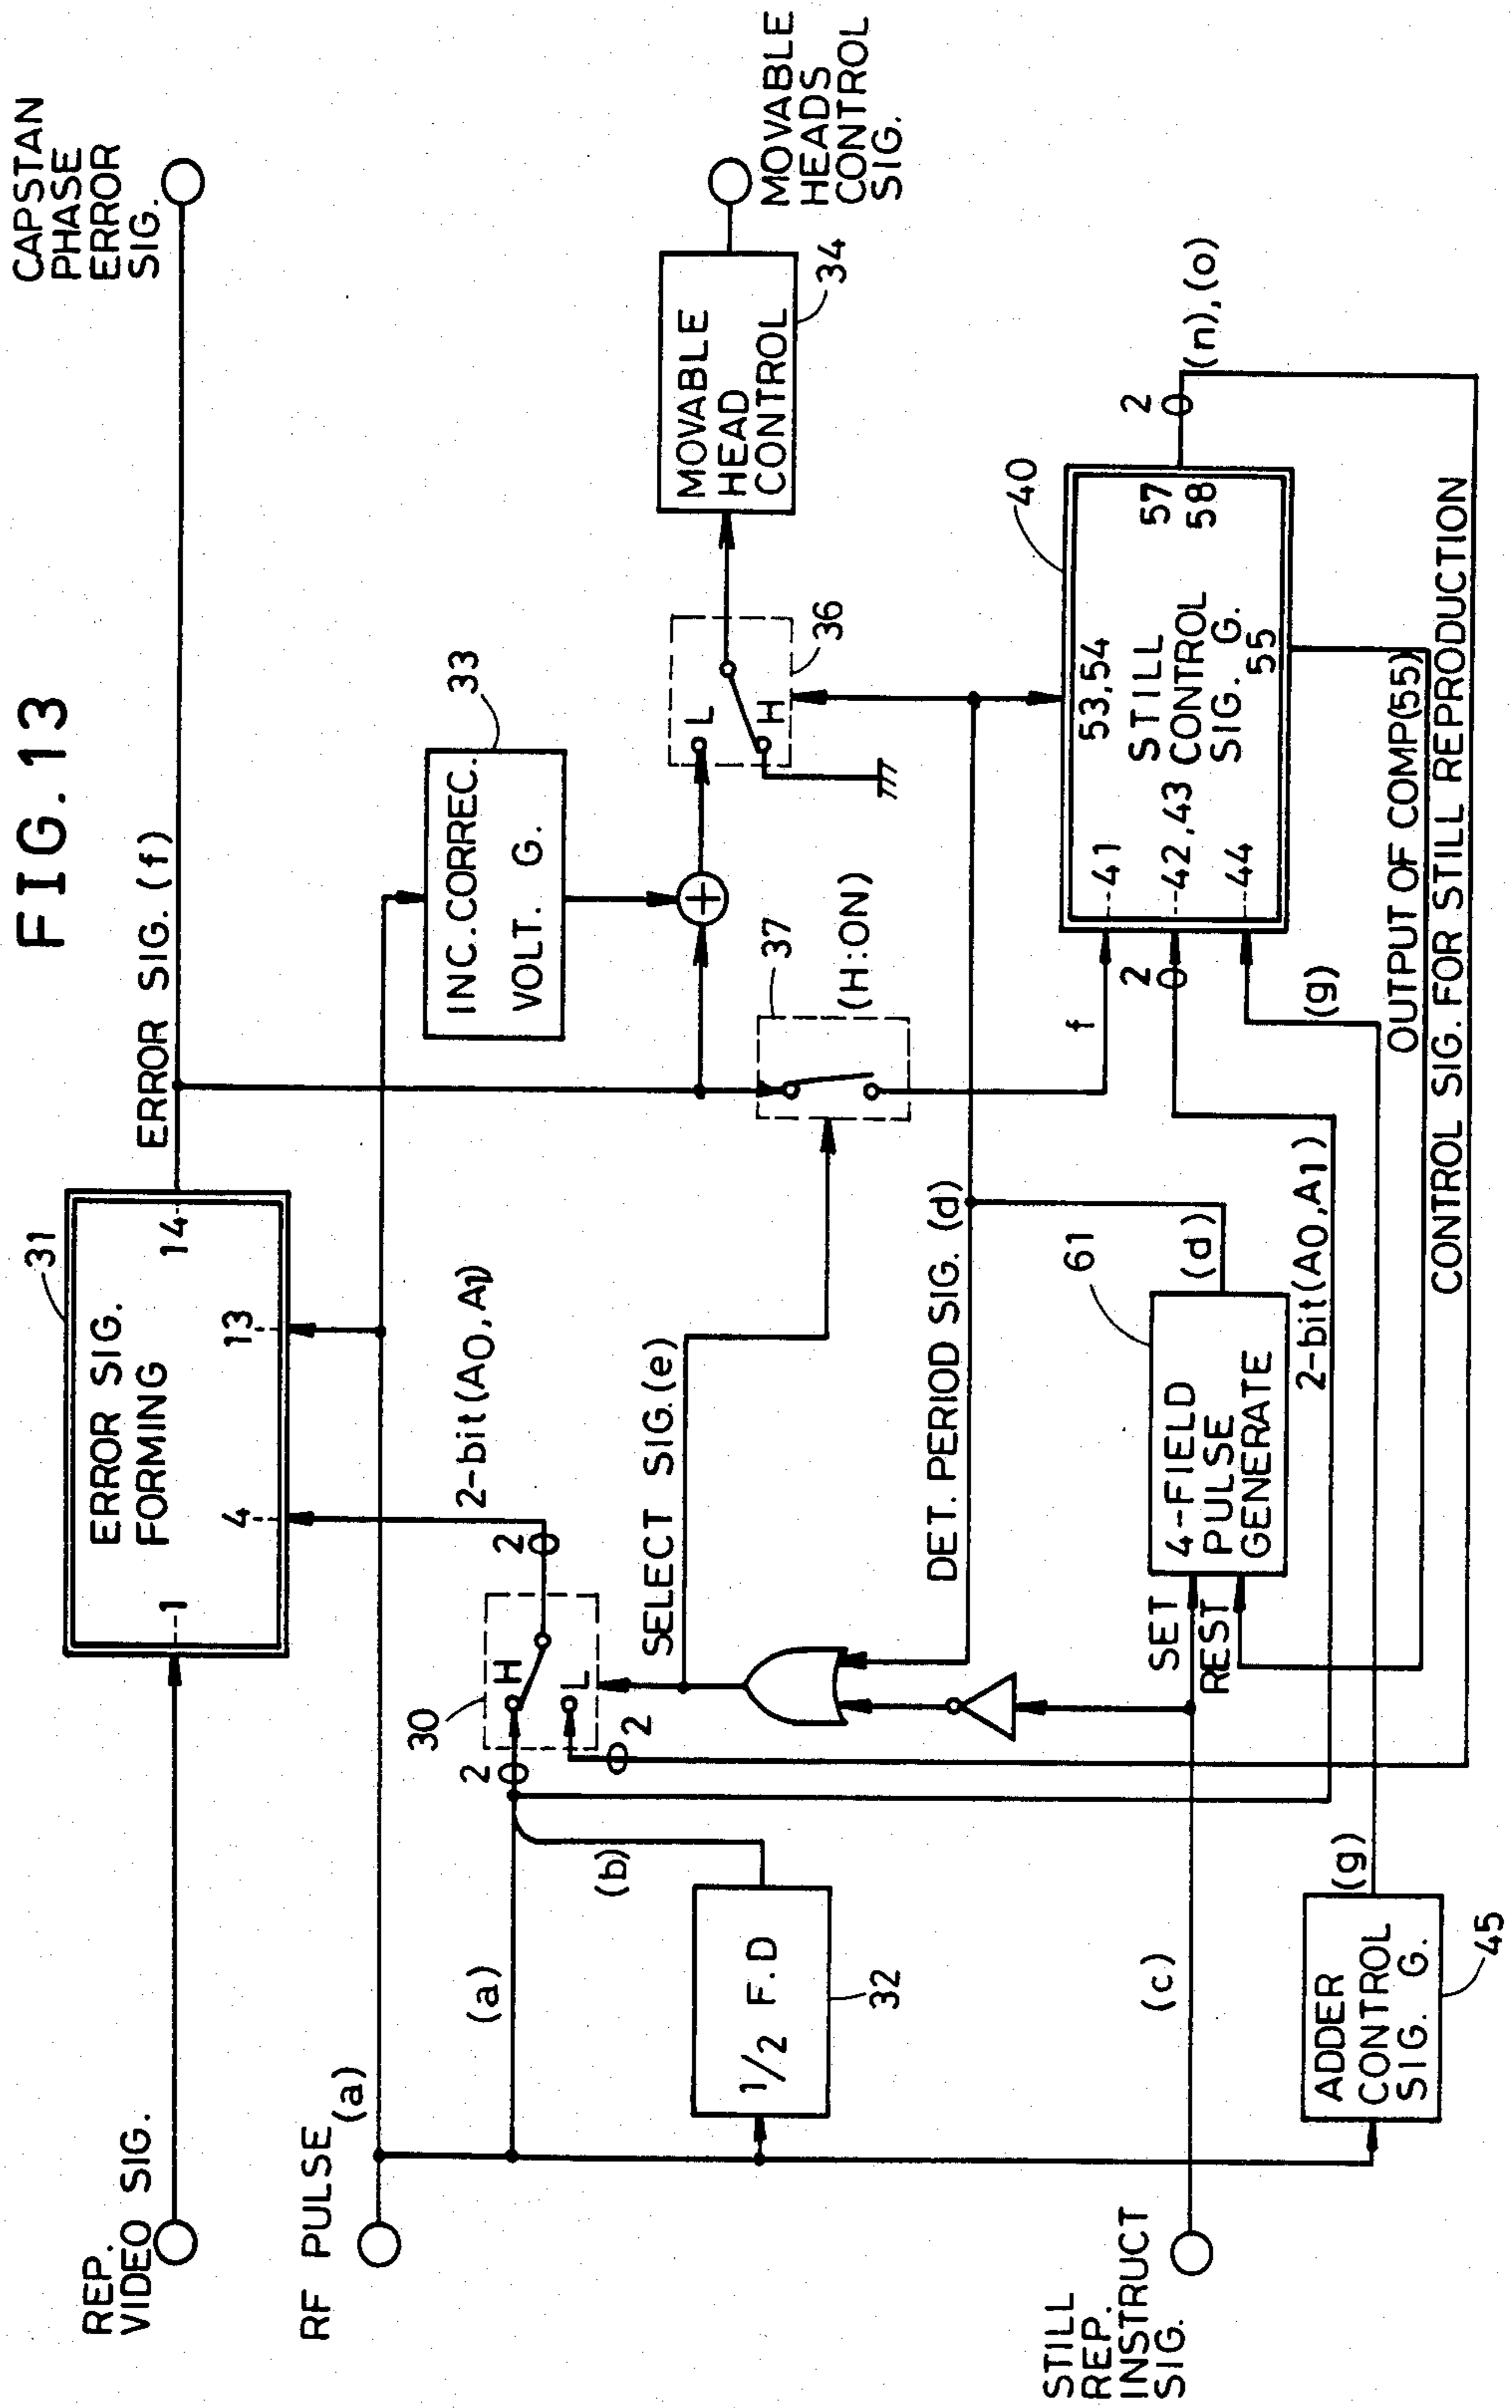 FIG. 13
REP.
VIDEO SIG.
1
ERROR SIG.
FORMING
4
13
14
31
ERROR SIG. (f)
CAPSTAN
PHASE
ERROR
SIG.
RF PULSE
(a)
(a)
(b)
1/2 F.D
32
2
30
H
L
2
2
2-bit(A0,A1)
SELECT SIG.(e)
INC.CORREC.
VOLT. G.
33
+
37
(H:ON)
L
H
36
MOVABLE
HEAD
CONTROL
34
MOVABLE
HEADS
CONTROL
SIG.
DET. PERIOD SIG. (d)
STILL
REP.
INSTRUCT
SIG.
(c)
SET
REST
4-FIELD
PULSE
GENERATE
61
(d)
2-bit(A0,A1)
f
2
(g)
41
42,43
44
53,54
STILL
CONTROL
SIG. G.
55
57
58
40
2
(n),(o)
ADDER
CONTROL
SIG. G.
45
(g)
OUTPUT OF COMP(55)
CONTROL SIG. FOR STILL REPRODUCTION